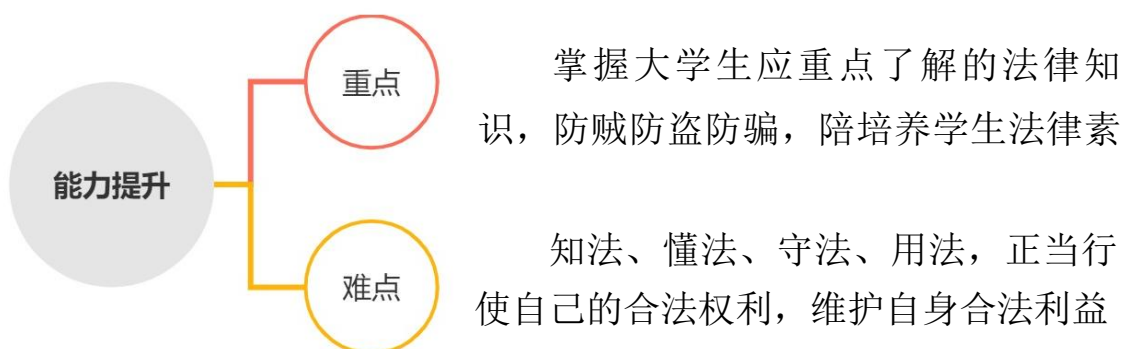 能力提升
重点
掌握大学生应重点了解的法律知
识，防贼防盗防骗，陪培养学生法律素
难点
知法、懂法、守法、用法，正当行
使自己的合法权利，维护自身合法利益